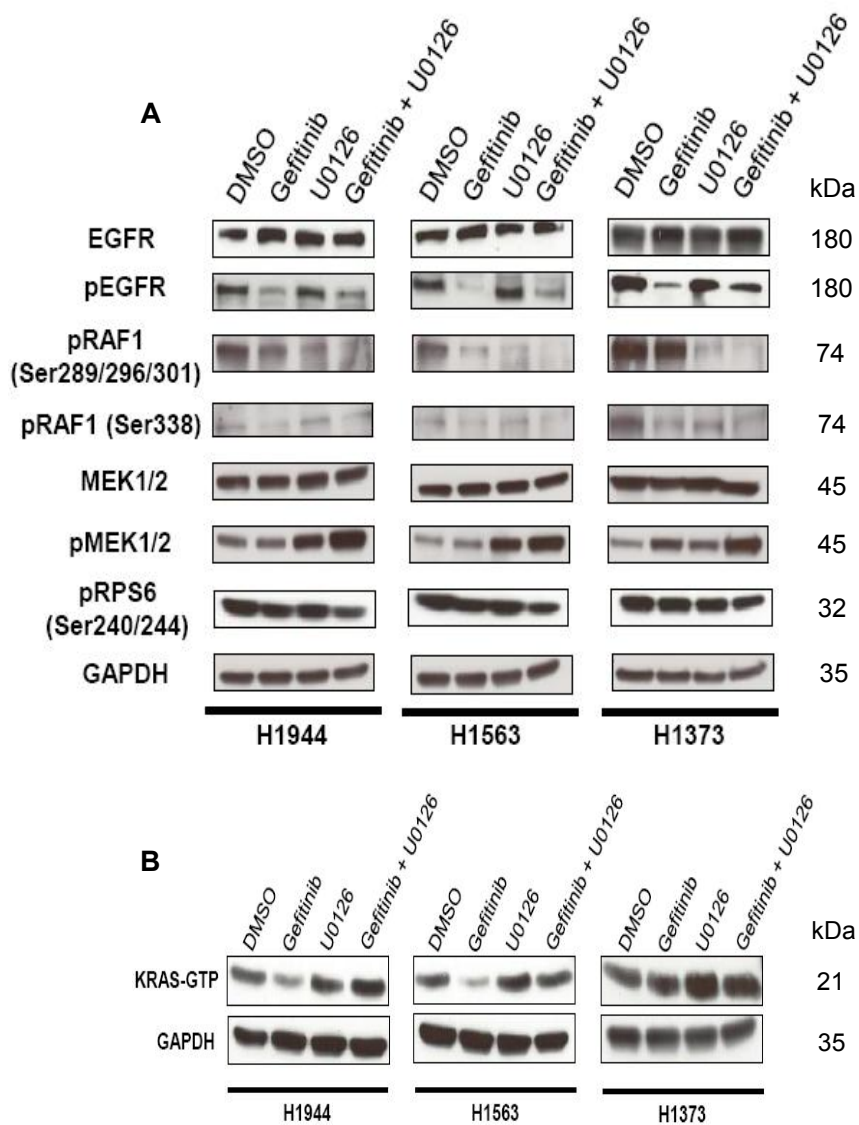 A
DMSO Gefitinib U0126 Gefitinib + U0126 DMSO Gefitinib U0126 Gefitinib + U0126 DMSO Gefitinib U0126 Gefitinib + U0126
kDa
EGFR 180
pEGFR 180
pRAF1
(Ser289/296/301) 74
pRAF1 (Ser338) 74
MEK1/2 45
pMEK1/2 45
pRPS6
(Ser240/244) 32
GAPDH 35
H1944 H1563 H1373
B
DMSO Gefitinib U0126 Gefitinib + U0126 DMSO Gefitinib U0126 Gefitinib + U0126 DMSO Gefitinib U0126 Gefitinib + U0126
kDa
KRAS-GTP 21
GAPDH 35
H1944 H1563 H1373